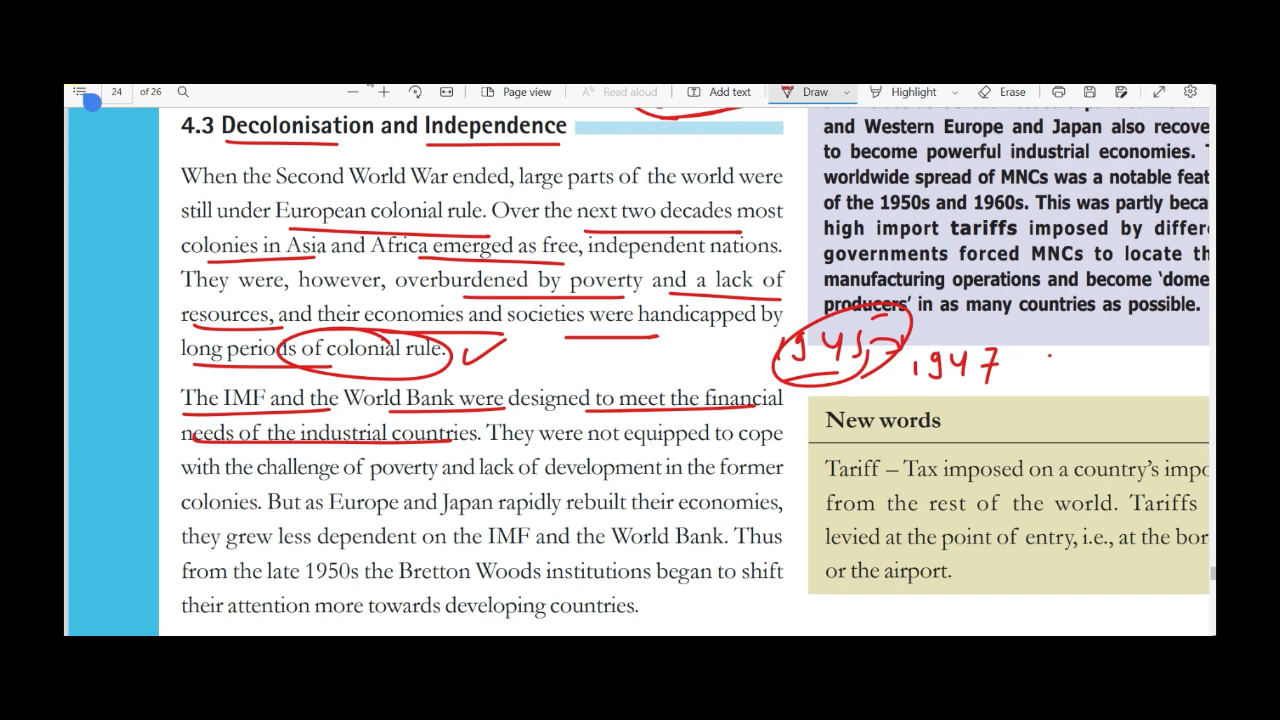 24 of 26
Page view
Read aloud
Add text
Draw
Highlight
Erase
4.3 Decolonisation and Independence
When the Second World War ended, large parts of the world were
still under European colonial rule. Over the next two decades most
colonies in Asia and Africa emerged as free, independent nations.
They were, however, overburdened by poverty and a lack of
resources, and their economies and societies were handicapped by
long periods of colonial rule.
The IMF and the World Bank were designed to meet the financial
needs of the industrial countries. They were not equipped to cope
with the challenge of poverty and lack of development in the former
colonies. But as Europe and Japan rapidly rebuilt their economies,
they grew less dependent on the IMF and the World Bank. Thus
from the late 1950s the Bretton Woods institutions began to shift
their attention more towards developing countries.
and Western Europe and Japan also recove
to become powerful industrial economies. T
worldwide spread of MNCs was a notable feat
of the 1950s and 1960s. This was partly beca
high import tariffs imposed by differ
governments forced MNCs to locate th
manufacturing operations and become ‘dome
producers’ in as many countries as possible.
1945
1947
New words
Tariff – Tax imposed on a country’s impo
from the rest of the world. Tariffs
levied at the point of entry, i.e., at the bor
or the airport.